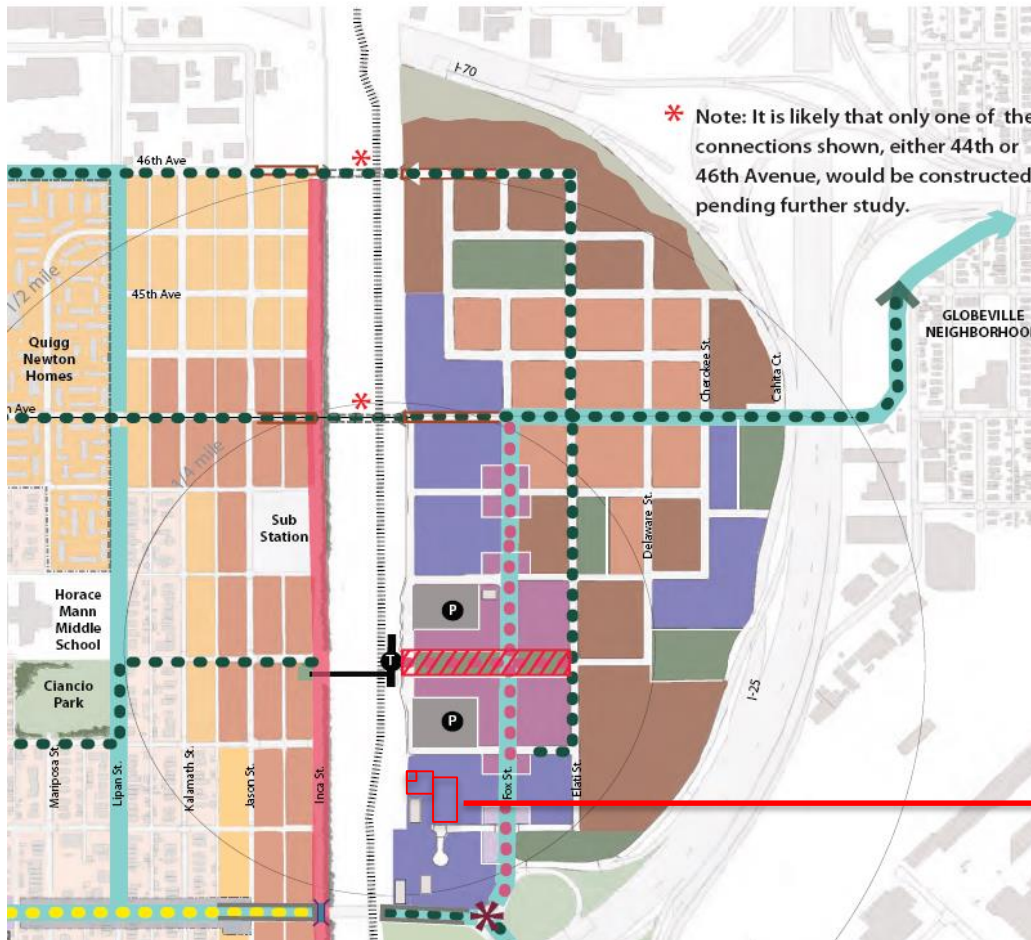 I-70
* Note: It is likely that only one of the
connections shown, either 44th or
46th Avenue, would be constructed
pending further study.
*
46th Ave
1/2 mile
45th Ave
Quigg
Newton
Homes
GLOBEVILLE
Cherokee St.
Cahita Ct.
*
Ave
1/4 mile
Sub
Station
Delaware St.
Horace
Mann
Middle
School
P
T
Ciancio
Park
I-25
P
Mariposa St.
Lipan St.
Kalamath St.
Jason St.
Inca St.
Fox St.
Elati St.